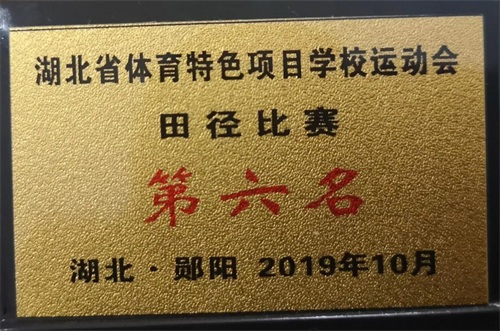 湖北省体育特色项目学校运动会
田径比赛
第六名
湖北·郧阳 2019年10月